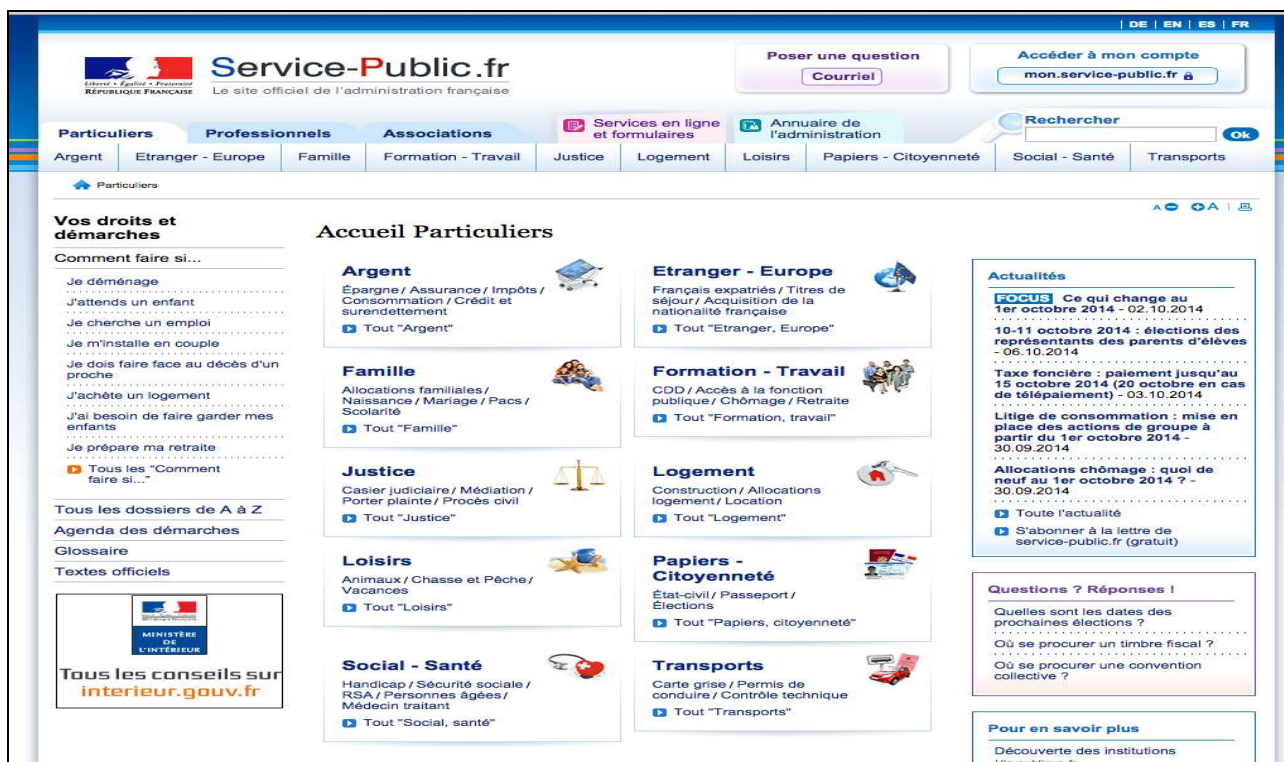 | DE | EN | ES | FR
Liberté • Égalité • Fraternité
RÉPUBLIQUE FRANÇAISE
Service-Public.fr
Le site officiel de l'administration française
Poser une question
Courriel
Accéder à mon compte
mon.service-public.fr
Particuliers
Professionnels
Associations
Services en ligne
et formulaires
Annuaire de
l'administration
Rechercher
Ok
Argent
Etranger - Europe
Famille
Formation - Travail
Justice
Logement
Loisirs
Papiers - Citoyenneté
Social - Santé
Transports
Particuliers
A
A
Vos droits et
démarches
Comment faire si...
Je déménage
J'attends un enfant
Je cherche un emploi
Je m'installe en couple
Je dois faire face au décès d'un
proche
J'achète un logement
J'ai besoin de faire garder mes
enfants
Je prépare ma retraite
Tous les "Comment
faire si..."
Tous les dossiers de A à Z
Agenda des démarches
Glossaire
Textes officiels
MINISTÈRE
DE
L'INTÉRIEUR
Tous les conseils sur
interieur.gouv.fr
Accueil Particuliers
Argent
Épargne / Assurance / Impôts /
Consommation / Crédit et
surendettement
Tout "Argent"
Etranger - Europe
Français expatriés / Titres de
séjour / Acquisition de la
nationalité française
Tout "Etranger, Europe"
Famille
Allocations familiales /
Naissance / Mariage / Pacs /
Scolarité
Tout "Famille"
Formation - Travail
CDD / Accès à la fonction
publique / Chômage / Retraite
Tout "Formation, travail"
Justice
Casier judiciaire / Médiation /
Porter plainte / Procès civil
Tout "Justice"
Logement
Construction / Allocations
logement / Location
Tout "Logement"
Loisirs
Animaux / Chasse et Pêche /
Vacances
Tout "Loisirs"
Papiers -
Citoyenneté
État-civil / Passeport /
Élections
Tout "Papiers, citoyenneté"
Social - Santé
Handicap / Sécurité sociale /
RSA / Personnes âgées /
Médecin traitant
Tout "Social, santé"
Transports
Carte grise / Permis de
conduire / Contrôle technique
Tout "Transports"
Actualités
FOCUS Ce qui change au
1er octobre 2014 - 02.10.2014
10-11 octobre 2014 : élections des
représentants des parents d'élèves
- 06.10.2014
Taxe foncière : paiement jusqu'au
15 octobre 2014 (20 octobre en cas
de télépaiement) - 03.10.2014
Litige de consommation : mise en
place des actions de groupe à
partir du 1er octobre 2014 -
30.09.2014
Allocations chômage : quoi de
neuf au 1er octobre 2014 ? -
30.09.2014
Toute l'actualité
S'abonner à la lettre de
service-public.fr (gratuit)
Questions ? Réponses !
Quelles sont les dates des
prochaines élections ?
Où se procurer un timbre fiscal ?
Où se procurer une convention
collective ?
Pour en savoir plus
Découverte des institutions